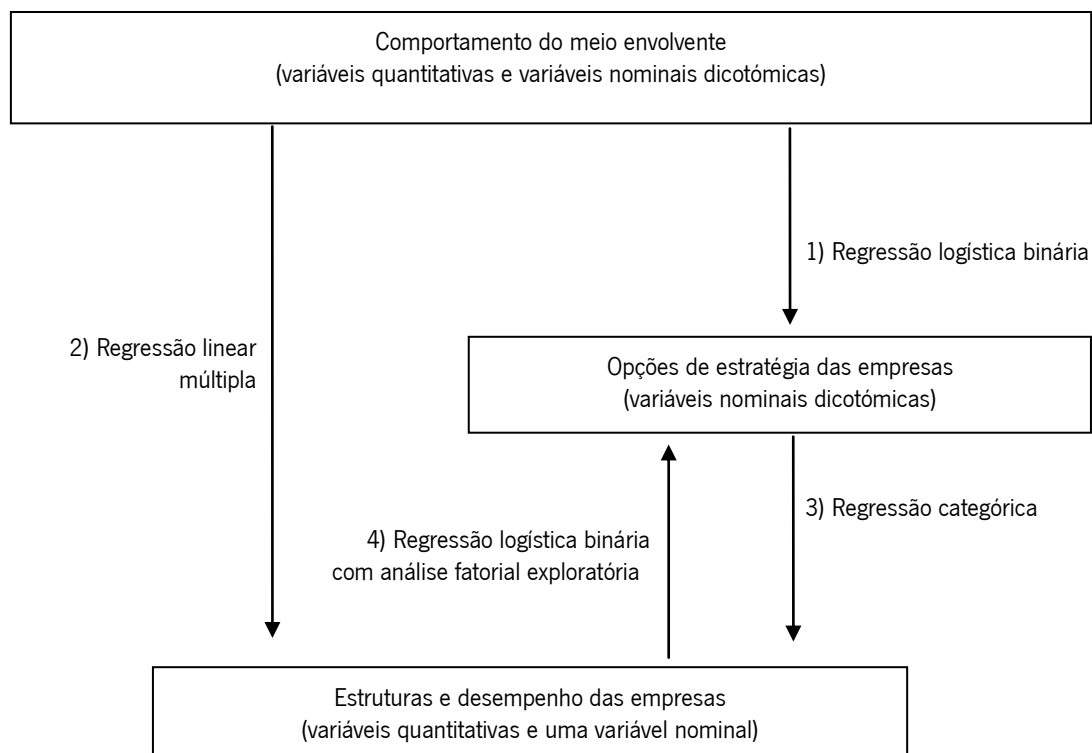 Comportamento do meio envolvente
(variáveis quantitativas e variáveis nominais dicotómicas)
1) Regressão logística binária
2) Regressão linear
múltipla
Opções de estratégia das empresas
(variáveis nominais dicotómicas)
3) Regressão categórica
4) Regressão logística binária
com análise fatorial exploratória
Estruturas e desempenho das empresas
(variáveis quantitativas e uma variável nominal)